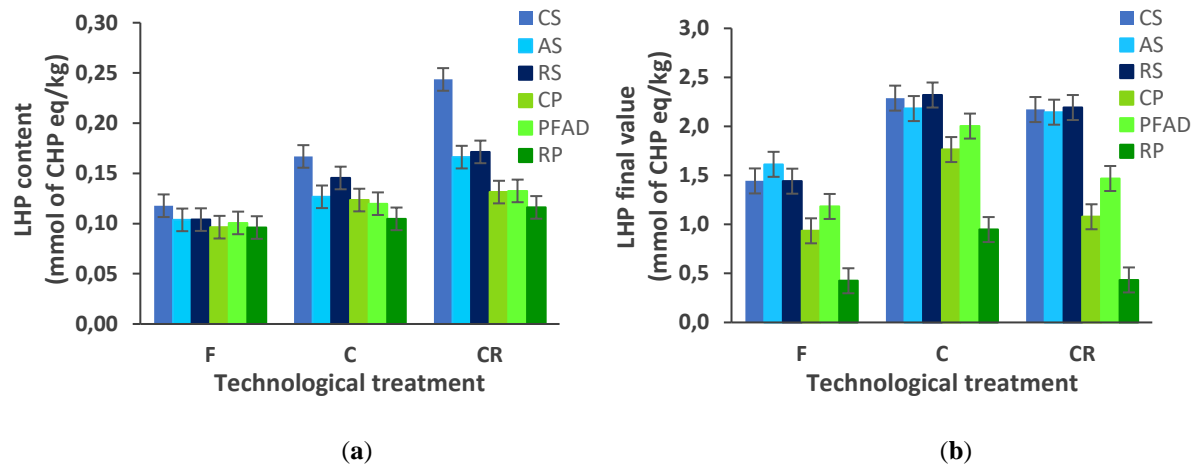 LHP content
(mmol of CHP eq/kg)
0,30
0,25
0,20
0,15
0,10
0,05
0,00
CS
AS
RS
CP
PFAD
RP
F
C
CR
Technological treatment
(a)
LHP final value
(mmol of CHP eq/kg)
3,0
2,5
2,0
1,5
1,0
0,5
0,0
CS
AS
RS
CP
PFAD
RP
F
C
CR
Technological treatment
(b)